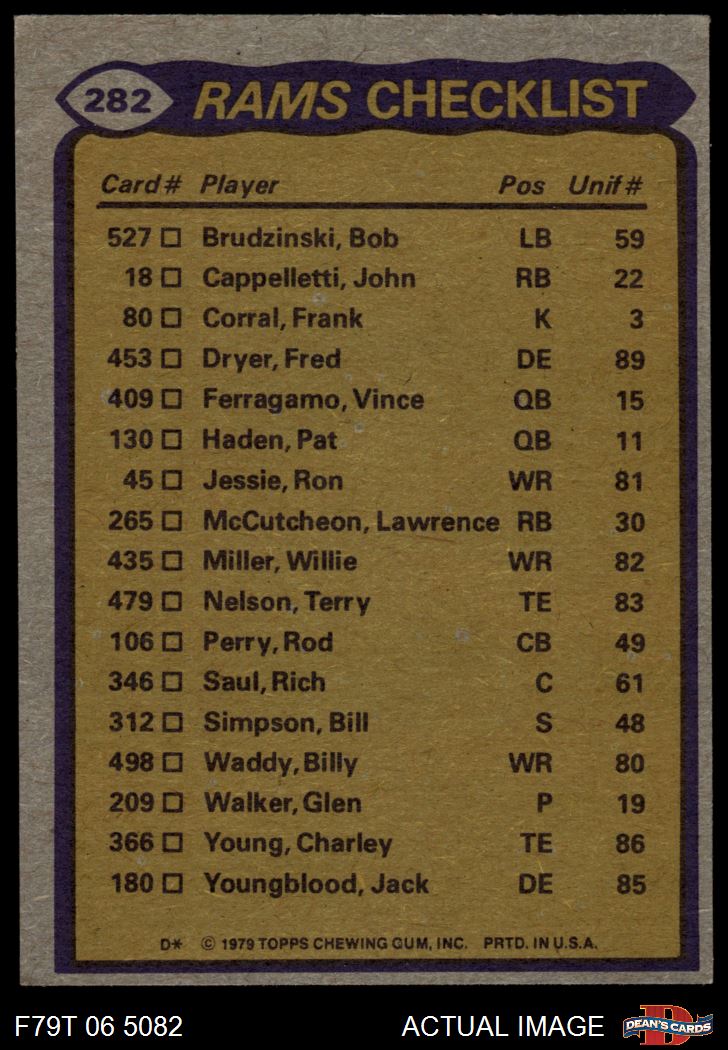 282 RAMS CHECKLIST
Card# Player Pos Unif#
527 Brudzinski, Bob LB 59
18 Cappelletti, John RB 22
80 Corral, Frank K 3
453 Dryer, Fred DE 89
409 Ferragamo, Vince QB 15
130 Haden, Pat QB 11
45 Jessie, Ron WR 81
265 McCutcheon, Lawrence RB 30
435 Miller, Willie WR 82
479 Nelson, Terry TE 83
106 Perry, Rod CB 49
346 Saul, Rich C 61
312 Simpson, Bill S 48
498 Waddy, Billy WR 80
209 Walker, Glen P 19
366 Young, Charley TE 86
180 Youngblood, Jack DE 85
D* © 1979 TOPPS CHEWING GUM, INC. PRTD. IN U.S.A.
F79T 06 5082 ACTUAL IMAGE
D
DEAN'S CARDS